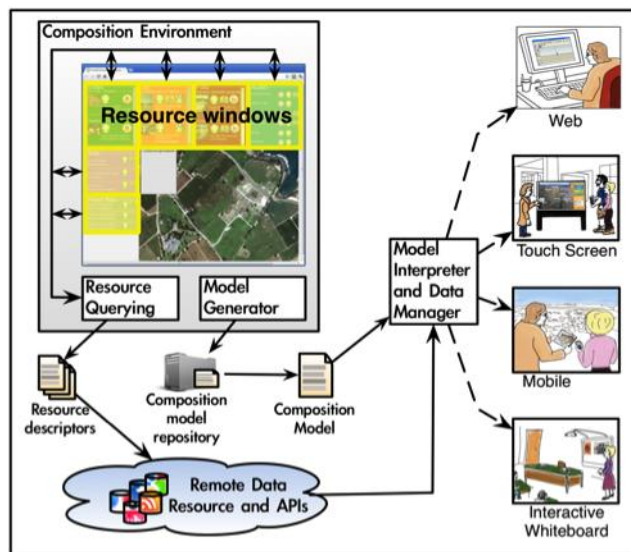 Composition Environment
Resource windows
Resource
Querying
Model
Generator
Resource
descriptors
Composition
model
repository
Composition
Model
Remote Data
Resource and APIs
Model
Interpreter
and Data
Manager
Web
Touch Screen
Mobile
Interactive
Whiteboard